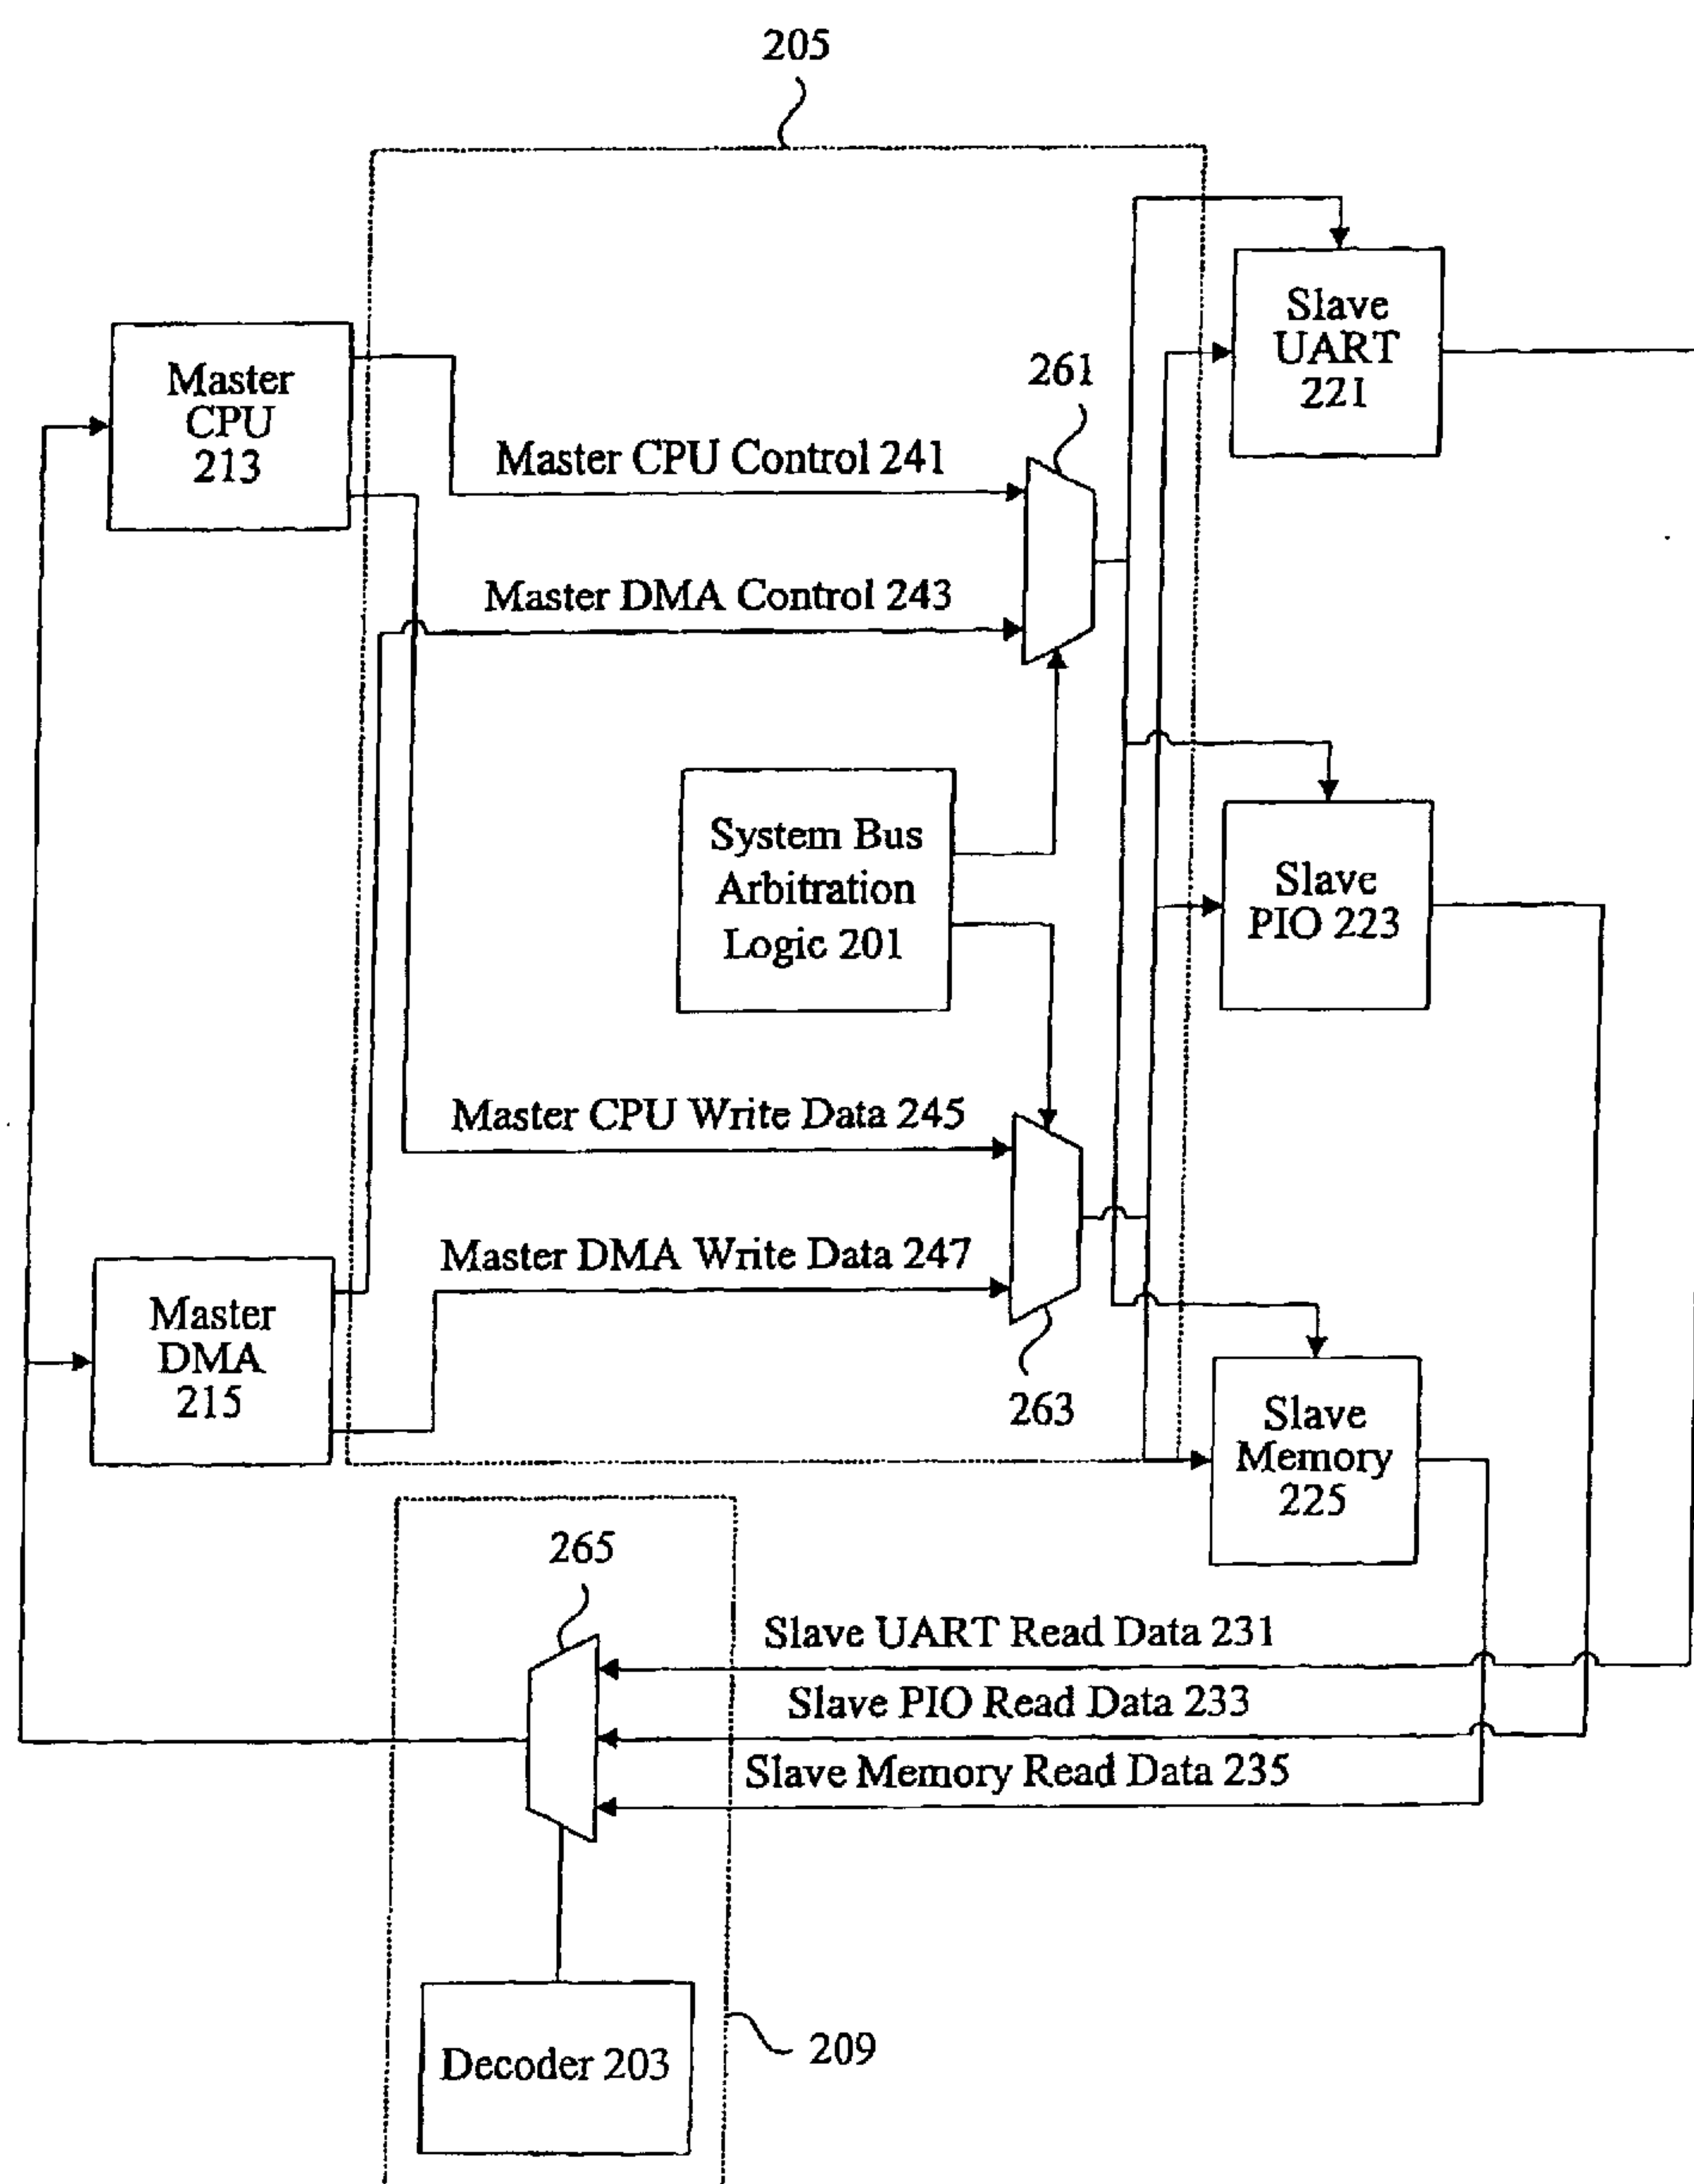 205
Slave
UART
221
Master
CPU
213
261
Master CPU Control 241
Master DMA Control 243
System Bus
Arbitration
Logic 201
Slave
PIO 223
Master CPU Write Data 245
Master DMA Write Data 247
Master
DMA
215
263
Slave
Memory
225
265
Slave UART Read Data 231
Slave PIO Read Data 233
Slave Memory Read Data 235
Decoder 203
209